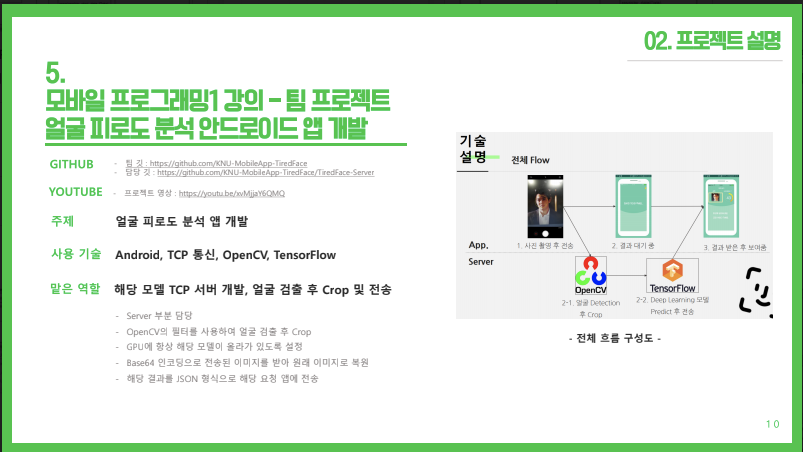 02. 프로젝트 설명
5.
모바일 프로그래밍1 강의 – 팀 프로젝트
얼굴 피로도 분석 안드로이드 앱 개발
GITHUB
- 팀 깃 : https://github.com/KNU-MobileApp-TiredFace
- 담당 깃 : https://github.com/KNU-MobileApp-TiredFace/TiredFace-Server
YOUTUBE - 프로젝트 영상 : https://youtu.be/xvMjjaY6QMQ
주제 얼굴 피로도 분석 앱 개발
사용 기술 Android, TCP 통신, OpenCV, TensorFlow
맡은 역할 해당 모델 TCP 서버 개발, 얼굴 검출 후 Crop 및 전송
- Server 부분 담당
- OpenCV의 필터를 사용하여 얼굴 검출 후 Crop
- GPU에 항상 해당 모델이 올라가 있도록 설정
- Base64 인코딩으로 전송된 이미지를 받아 원래 이미지로 복원
- 해당 결과를 JSON 형식으로 해당 요청 앱에 전송
기술
설명
전체 Flow
App.
1. 사진 촬영 후 전송
2. 결과 대기 중
3. 결과 받은 후 보여줌
Server
OpenCV
TensorFlow
2-1. 얼굴 Detection
후 Crop
2-2. Deep Learning 모델
Predict 후 전송
- 전체 흐름 구성도 -
10